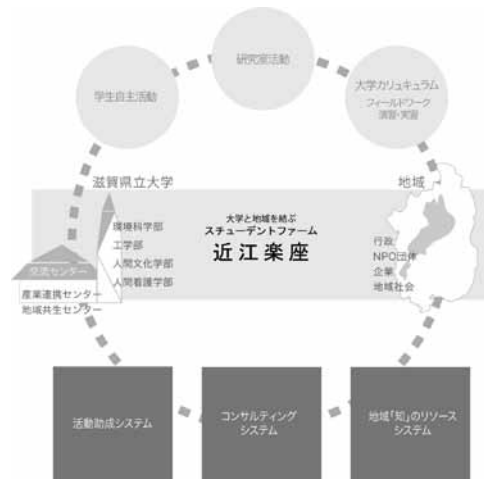 研究室活動
学生自主活動
大学カリュキュラム
フィールドワーク
演習・実習
滋賀県立大学
地域
環境科学部
工学部
人間文化学部
人間看護学部
大学と地域を結ぶ
スチューデントファーム
近江楽座
行政
NPO団体
企業
地域社会
交流センター
産業連携センター
地域共生センター
活動助成システム
コンサルティング
システム
地域「知」のリソース
システム